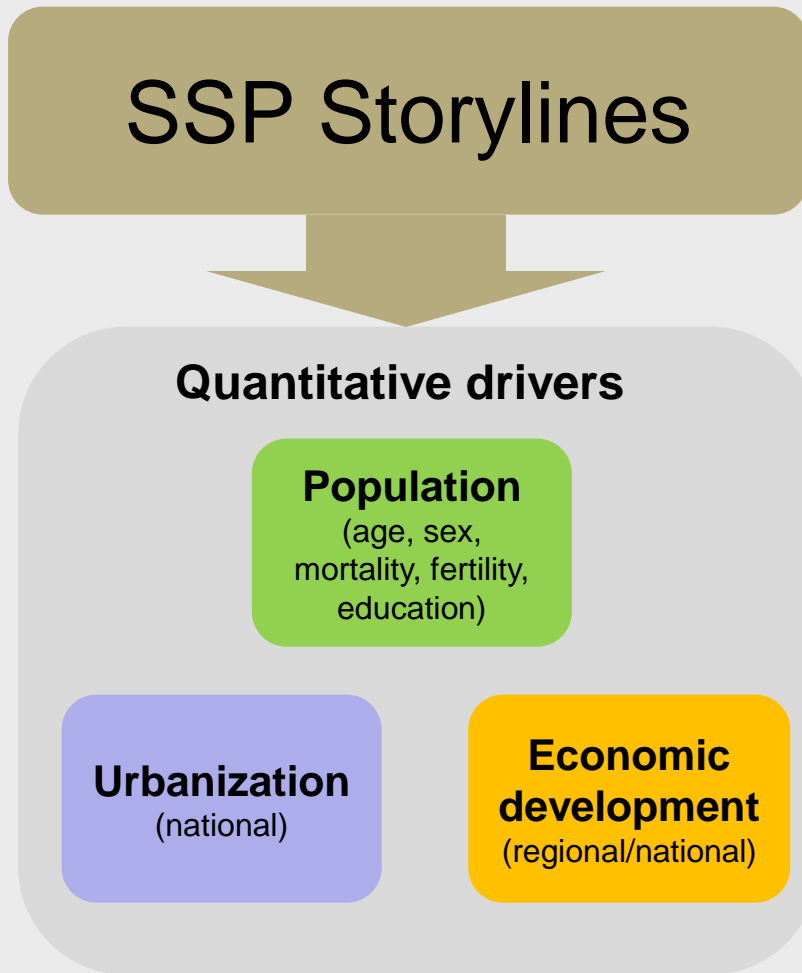 SSP Storylines
Quantitative drivers
Population
(age, sex,
mortality, fertility,
education)
Urbanization
(national)
Economic
development
(regional/national)